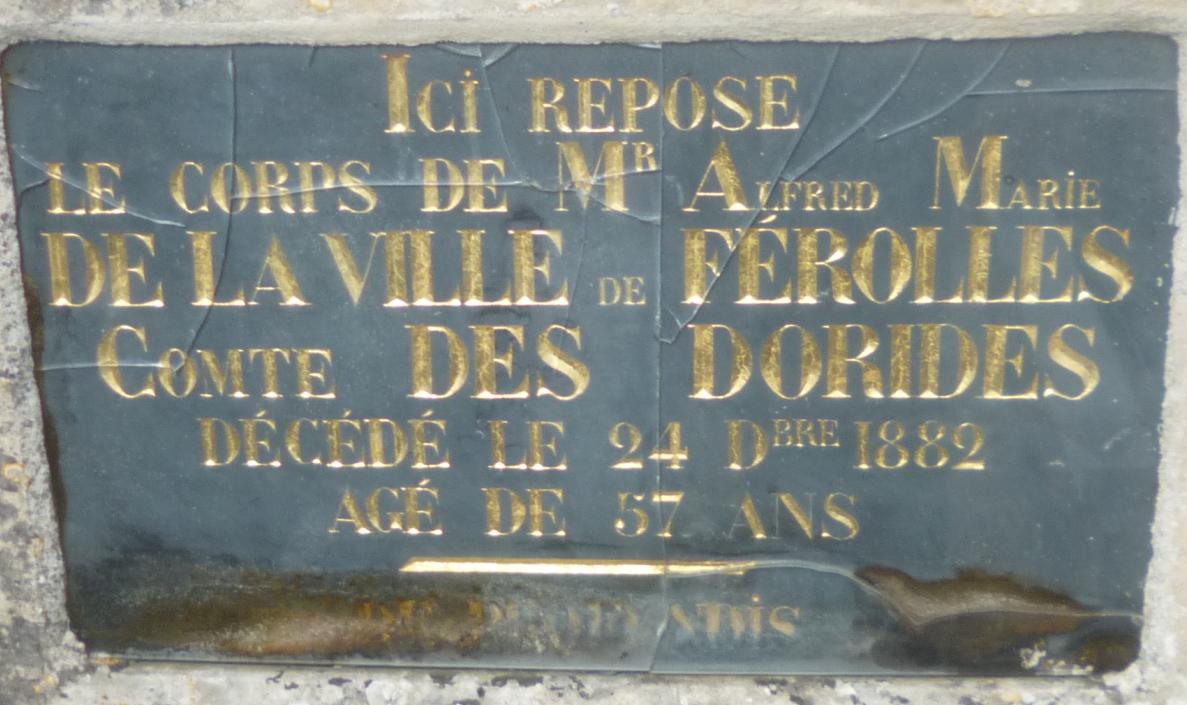 Ici REPOSE
LE CORPS DE MR ALFRED MARIE
DE LA VILLE DE FÉROLLES
COMTE DES DORIDES
DÉCÉDÉ LE 24 DBRE 1882
AGÉ DE 57 ANS
DE